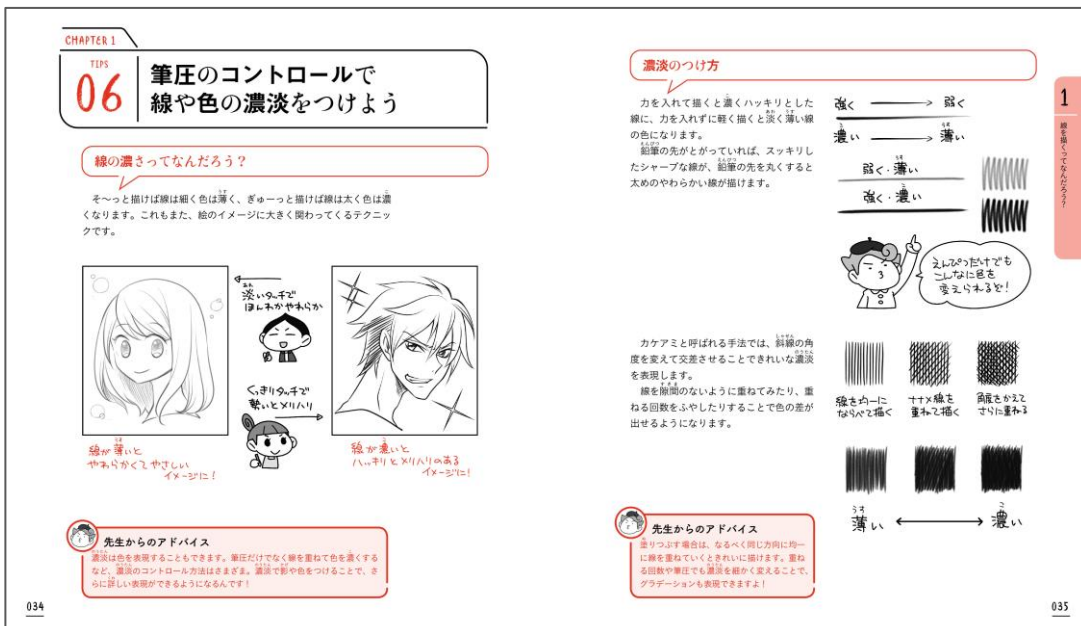 CHAPTER 1
TIPS
06
筆圧のコントロールで
線や色の濃淡をつけよう
線の濃さってなんだろう？
そ〜っと描けば線は細く色は薄く、ぎゅーっと描けば線は太く色は濃
くなります。これもまた、絵のイメージに大きく関わってくるテクニッ
クです。
淡いタッチで
ほんわかやわらか
くっきりタッチで
勢いとメリハリ
線が薄いと
やわらかくてやさしい
イメージに！
線が濃いと
ハッキリとメリハリのある
イメージに！
先生からのアドバイス
濃淡は色を表現することもできます。筆圧だけでなく線を重ねて色を濃くする
など、濃淡のコントロール方法はさまざま。濃淡で影や色をつけることで、さ
らに詳しい表現ができるようになるんです！
034
濃淡のつけ方
力を入れて描くと濃くハッキリとした
線に、力を入れずに軽く描くと淡く薄い線
の色になります。
鉛筆の先がとがっていれば、スッキリし
たシャープな線が、鉛筆の先を丸くすると
太めのやわらかい線が描けます。
強く → 弱く
濃い → 薄い
弱く・薄い
強く・濃い
えんぴつだけでも
こんなに色を
変えられるぞ！
カケアミと呼ばれる手法では、斜線の角
度を変えて交差させることできれいな濃淡
を表現します。
線を隙間のないように重ねてみたり、重
ねる回数をふやしたりすることで色の差が
出せるようになります。
線を均一に
ならべて描く
ナナメ線を
重ねて描く
角度をかえて
さらに重ねる
薄い ↔ 濃い
先生からのアドバイス
塗りつぶす場合は、なるべく同じ方向に均一
に線を重ねていくときれいに描けます。重ね
る回数や筆圧でも濃淡を細かく変えることで、
グラデーションも表現できますよ！
1
線を描くってなんだろう？
035